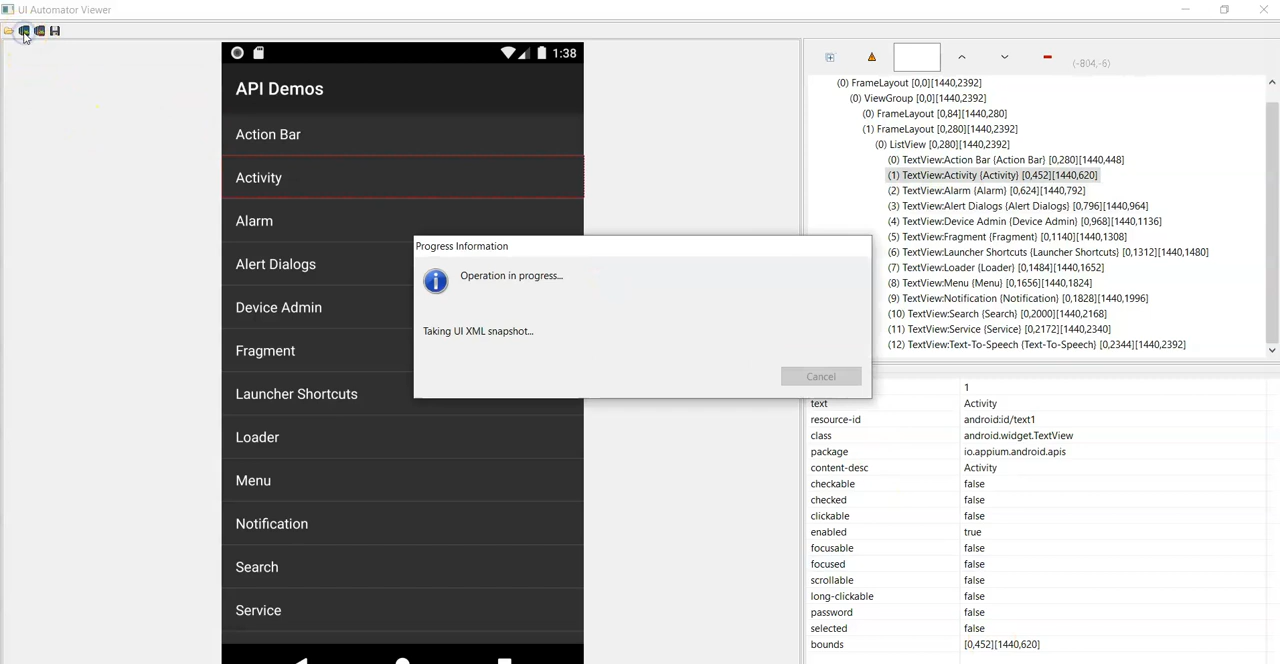 UI Automator Viewer
1:38
API Demos
Action Bar
Activity
Alarm
Alert Dialogs
Device Admin
Fragment
Launcher Shortcuts
Loader
Menu
Notification
Search
Service
Progress Information
Operation in progress...
Taking UI XML snapshot...
Cancel
(-804,-6)
(0) FrameLayout [0,0][1440,2392]
(0) ViewGroup [0,0][1440,2392]
(0) FrameLayout [0,84][1440,280]
(1) FrameLayout [0,280][1440,2392]
(0) ListView [0,280][1440,2392]
(0) TextView:Action Bar {Action Bar} [0,280][1440,448]
(1) TextView:Activity {Activity} [0,452][1440,620]
(2) TextView:Alarm {Alarm} [0,624][1440,792]
(3) TextView:Alert Dialogs {Alert Dialogs} [0,796][1440,964]
(4) TextView:Device Admin {Device Admin} [0,968][1440,1136]
(5) TextView:Fragment {Fragment} [0,1140][1440,1308]
(6) TextView:Launcher Shortcuts {Launcher Shortcuts} [0,1312][1440,1480]
(7) TextView:Loader {Loader} [0,1484][1440,1652]
(8) TextView:Menu {Menu} [0,1656][1440,1824]
(9) TextView:Notification {Notification} [0,1828][1440,1996]
(10) TextView:Search {Search} [0,2000][1440,2168]
(11) TextView:Service {Service} [0,2172][1440,2340]
(12) TextView:Text-To-Speech {Text-To-Speech} [0,2344][1440,2392]
1
text Activity
resource-id android:id/text1
class android.widget.TextView
package io.appium.android.apis
content-desc Activity
checkable false
checked false
clickable false
enabled true
focusable false
focused false
scrollable false
long-clickable false
password false
selected false
bounds [0,452][1440,620]